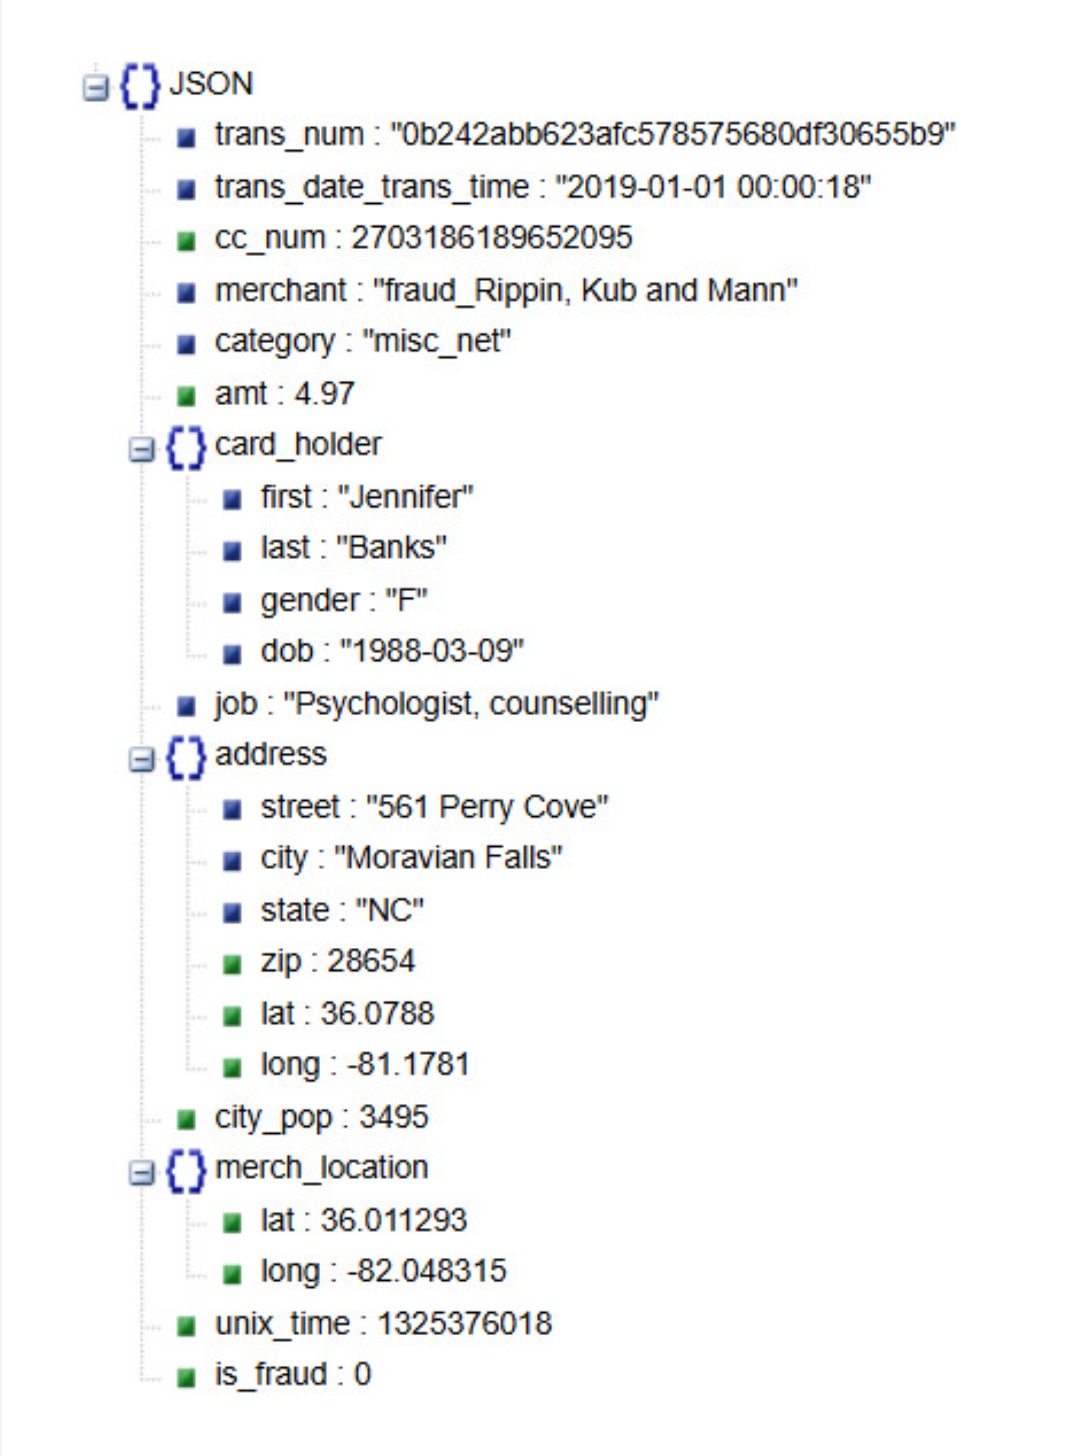 JSON
trans_num : "0b242abb623afc578575680df30655b9"
trans_date_trans_time : "2019-01-01 00:00:18"
cc_num : 2703186189652095
merchant : "fraud_Rippin, Kub and Mann"
category : "misc_net"
amt : 4.97
card_holder
first : "Jennifer"
last : "Banks"
gender : "F"
dob : "1988-03-09"
job : "Psychologist, counselling"
address
street : "561 Perry Cove"
city : "Moravian Falls"
state : "NC"
zip : 28654
lat : 36.0788
long : -81.1781
city_pop : 3495
merch_location
lat : 36.011293
long : -82.048315
unix_time : 1325376018
is_fraud : 0